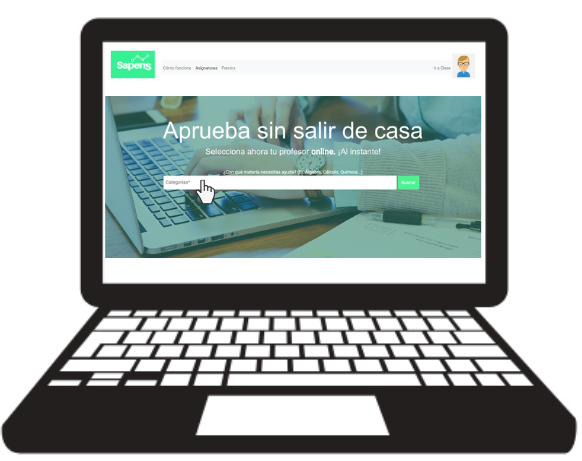 Sapens
Cómo funciona Asignaturas Precios
Ir a Clase
Aprueba sin salir de casa
Selecciona ahora tu profesor online. ¡Al instante!
¿Con qué materia necesitas ayuda? (Ej. Álgebra, Cálculo, Química...)
Categorías*
Buscar